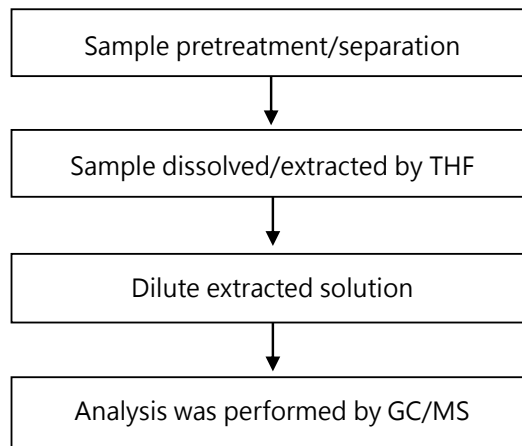 Sample pretreatment/separation
Sample dissolved/extracted by THF
Dilute extracted solution
Analysis was performed by GC/MS